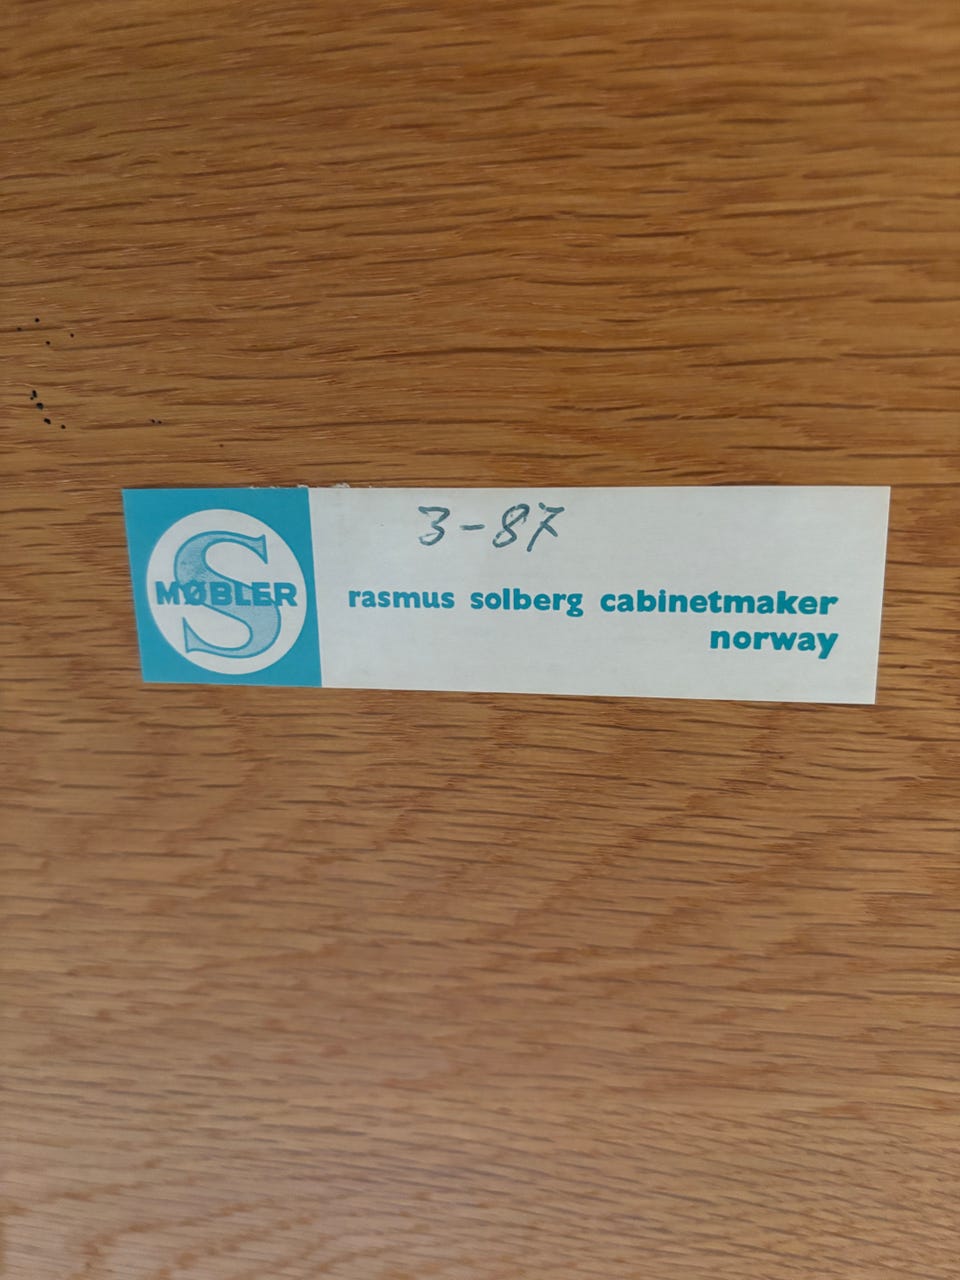 S
MØBLER
3-87
rasmus solberg cabinetmaker
norway